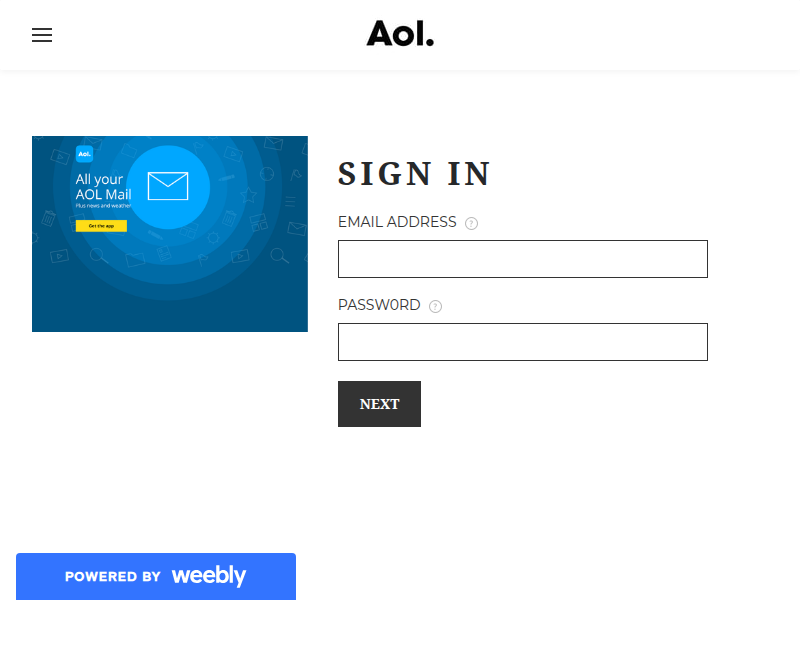 Aol.
Aol.
All your
AOL Mail
Plus news and weather
Get the app
SIGN IN
EMAIL ADDRESS ?
PASSW0RD ?
NEXT
POWERED BY weebly